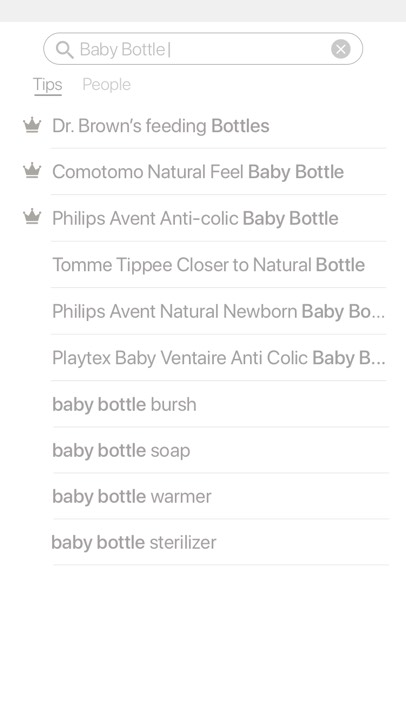 Baby Bottle
Tips People
Dr. Brown's feeding Bottles
Comotomo Natural Feel Baby Bottle
Philips Avent Anti-colic Baby Bottle
Tomme Tippee Closer to Natural Bottle
Philips Avent Natural Newborn Baby Bo...
Playtex Baby Ventaire Anti Colic Baby B...
baby bottle bursh
baby bottle soap
baby bottle warmer
baby bottle sterilizer